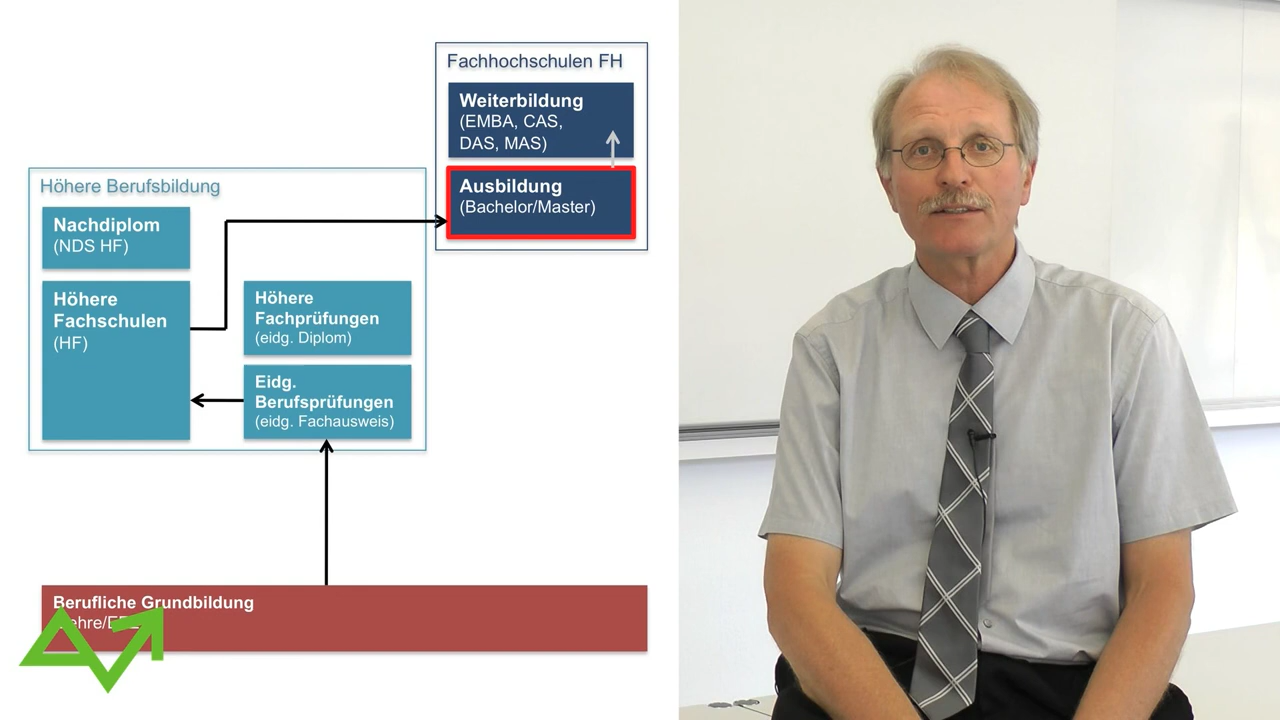 Fachhochschulen FH
Weiterbildung
(EMBA, CAS,
DAS, MAS)
Ausbildung
(Bachelor/Master)
Höhere Berufsbildung
Nachdiplom
(NDS HF)
Höhere
Fachschulen
(HF)
Höhere
Fachprüfungen
(eidg. Diplom)
Eidg.
Berufsprüfungen
(eidg. Fachausweis)
Berufliche Grundbildung